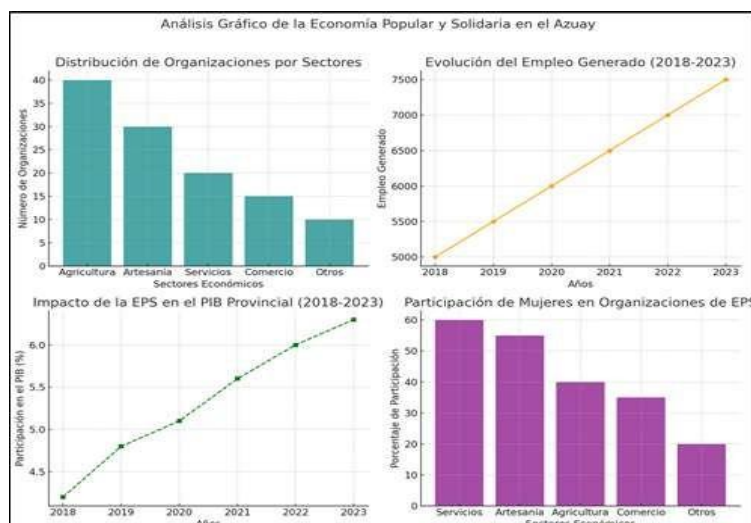 Análisis Gráfico de la Economía Popular y Solidaria en el Azuay
Distribución de Organizaciones por Sectores
Número de Organizaciones
40
35
30
25
20
15
10
5
0
Agricultura Artesanía Servicios Comercio Otros
Sectores Económicos
Evolución del Empleo Generado (2018-2023)
Empleo Generado
7500
7000
6500
6000
5500
5000
2018 2019 2020 2021 2022 2023
Años
Impacto de la EPS en el PIB Provincial (2018-2023)
Participación en el PIB (%)
6.0
5.5
5.0
4.5
2018 2019 2020 2021 2022 2023
Años
Participación de Mujeres en Organizaciones de EPS
Porcentaje de Participación
60
50
40
30
20
10
0
Servicios Artesanía Agricultura Comercio Otros
Sectores Económicos